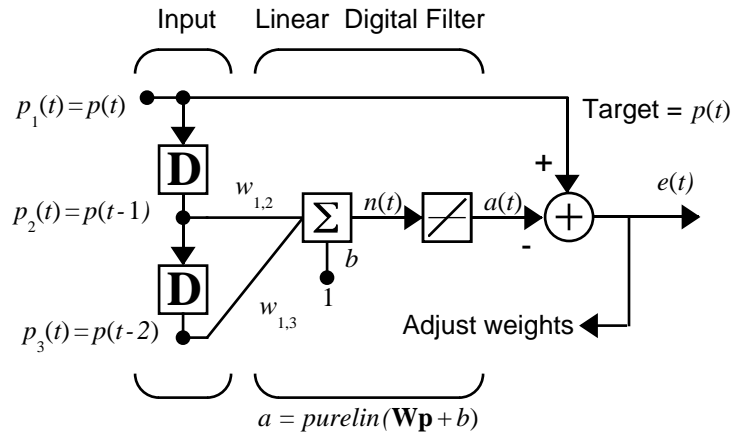 Input
Linear Digital Filter
p1(t)=p(t)
Target = p(t)
D
+
e(t)
w1,2
n(t)
a(t)
p2(t)=p(t-1)
Σ
+
-
b
D
1
w1,3
p3(t)=p(t-2)
Adjust weights
a = purelin(Wp+b)